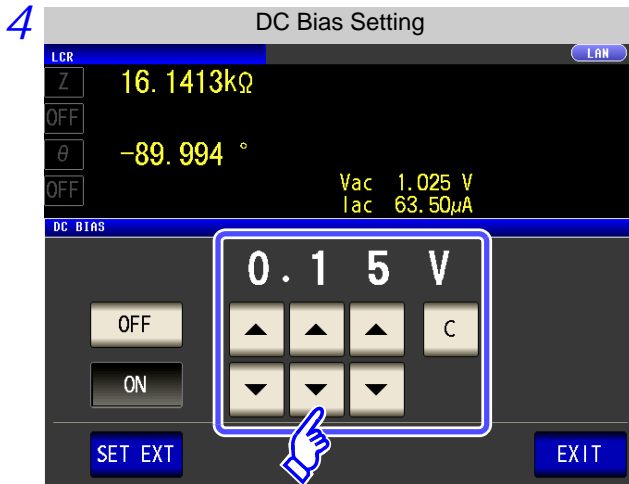 4
DC Bias Setting
LCR
LAN
Z 16.1413kΩ
OFF
θ -89.994 °
OFF
Vac 1.025 V
Iac 63.50μA
DC BIAS
0.15 V
OFF
▲ ▲ ▲ C
ON
▼ ▼ ▼
SET EXT
EXIT